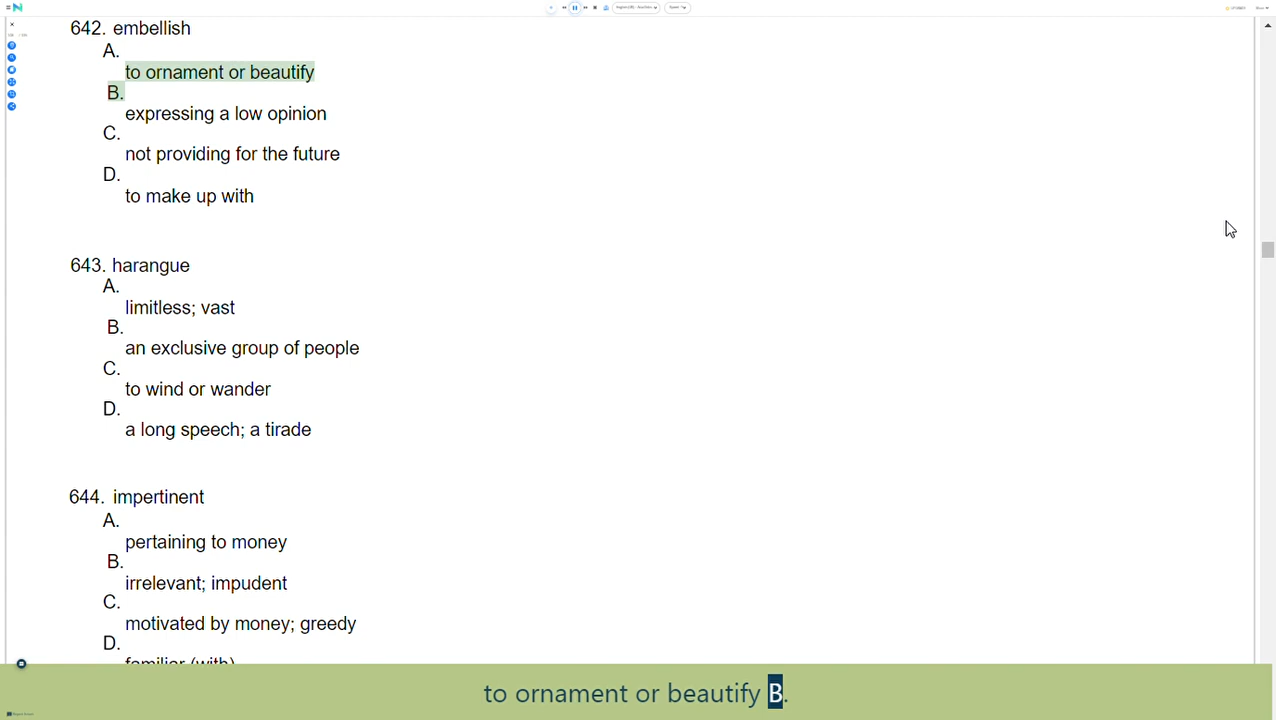 642. embellish
A.
to ornament or beautify
B.
expressing a low opinion
C.
not providing for the future
D.
to make up with
643. harangue
A.
limitless; vast
B.
an exclusive group of people
C.
to wind or wander
D.
a long speech; a tirade
644. impertinent
A.
pertaining to money
B.
irrelevant; impudent
C.
motivated by money; greedy
D.
familiar (with)
to ornament or beautify B.